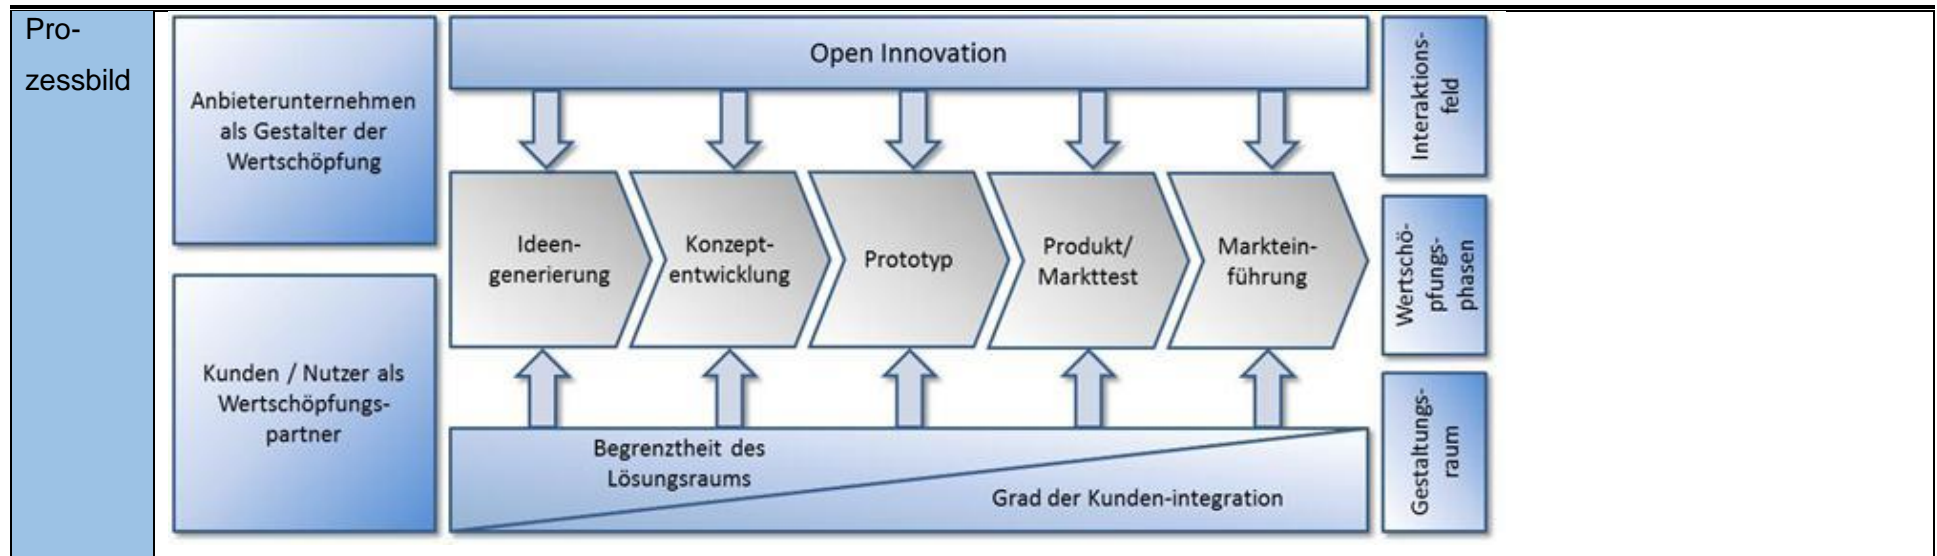 Pro-
zessbild
Anbieterunternehmen
als Gestalter der
Wertschöpfung
Kunden / Nutzer als
Wertschöpfungs-
partner
Open Innovation
Ideen-
generierung
Konzept-
entwicklung
Prototyp
Produkt/
Markttest
Marktein-
führung
Begrenztheit des
Lösungsraums
Grad der Kunden-integration
Interaktions-
feld
Wertschö-
pfungs-
phasen
Gestaltungs-
raum